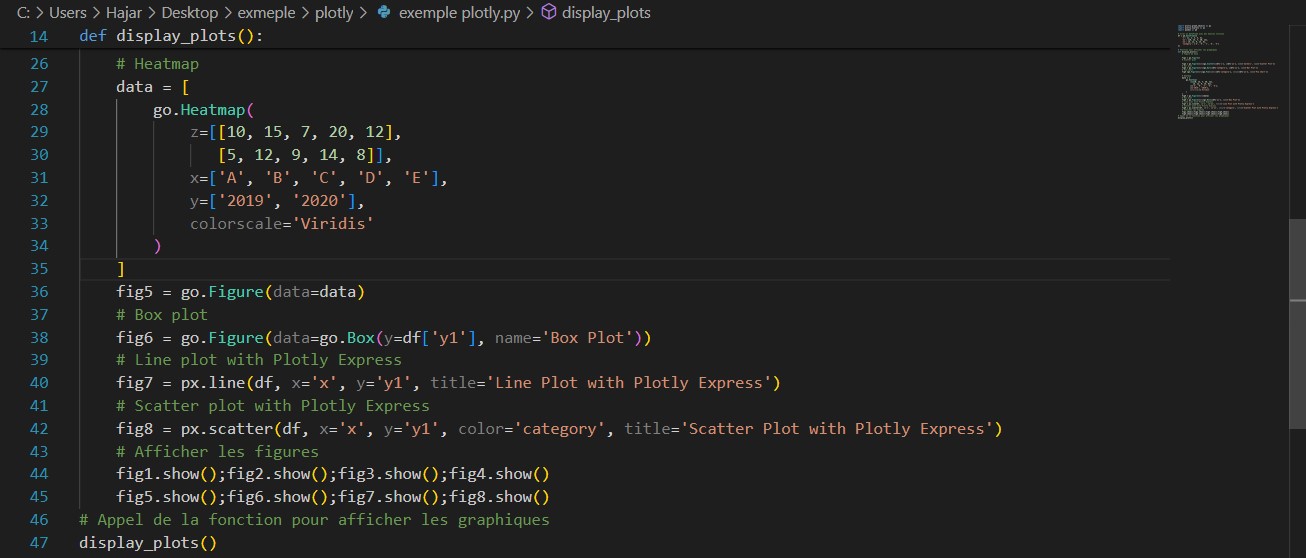 C: > Users > Hajar > Desktop > exmeple > plotly > exemple plotly.py > display_plots
14 def display_plots():
26     # Heatmap
27     data = [
28         go.Heatmap(
29             z=[[10, 15, 7, 20, 12],
30                [5, 12, 9, 14, 8]],
31             x=['A', 'B', 'C', 'D', 'E'],
32             y=['2019', '2020'],
33             colorscale='Viridis'
34         )
35     ]
36     fig5 = go.Figure(data=data)
37     # Box plot
38     fig6 = go.Figure(data=go.Box(y=df['y1'], name='Box Plot'))
39     # Line plot with Plotly Express
40     fig7 = px.line(df, x='x', y='y1', title='Line Plot with Plotly Express')
41     # Scatter plot with Plotly Express
42     fig8 = px.scatter(df, x='x', y='y1', color='category', title='Scatter Plot with Plotly Express')
43     # Afficher les figures
44     fig1.show();fig2.show();fig3.show();fig4.show()
45     fig5.show();fig6.show();fig7.show();fig8.show()
46 # Appel de la fonction pour afficher les graphiques
47 display_plots()